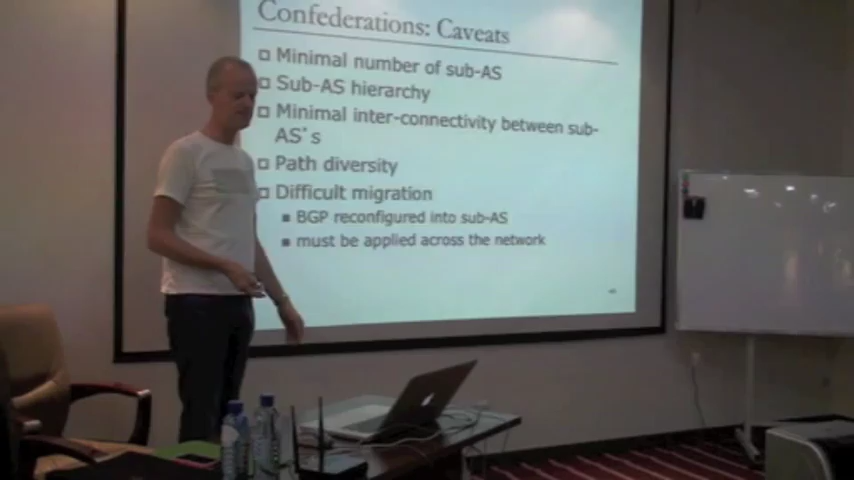 Confederations: Caveats
Minimal number of sub-AS
Sub-AS hierarchy
Minimal inter-connectivity between sub-
AS's
Path diversity
Difficult migration
BGP reconfigured into sub-AS
must be applied across the network